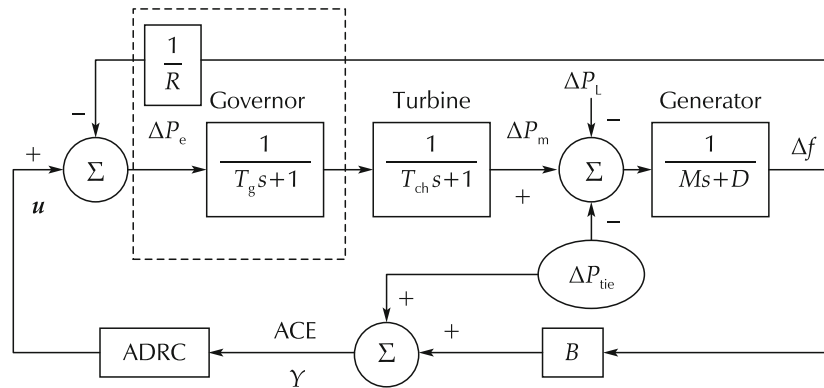 1
R
−
Governor
Turbine
ΔP_L
−
Generator
+
Σ
ΔP_e
1
T_g s+1
1
T_ch s+1
ΔP_m
+
Σ
1
Ms+D
Δf
u
−
ΔP_tie
+
ADRC
ACE
Y
Σ
+
B